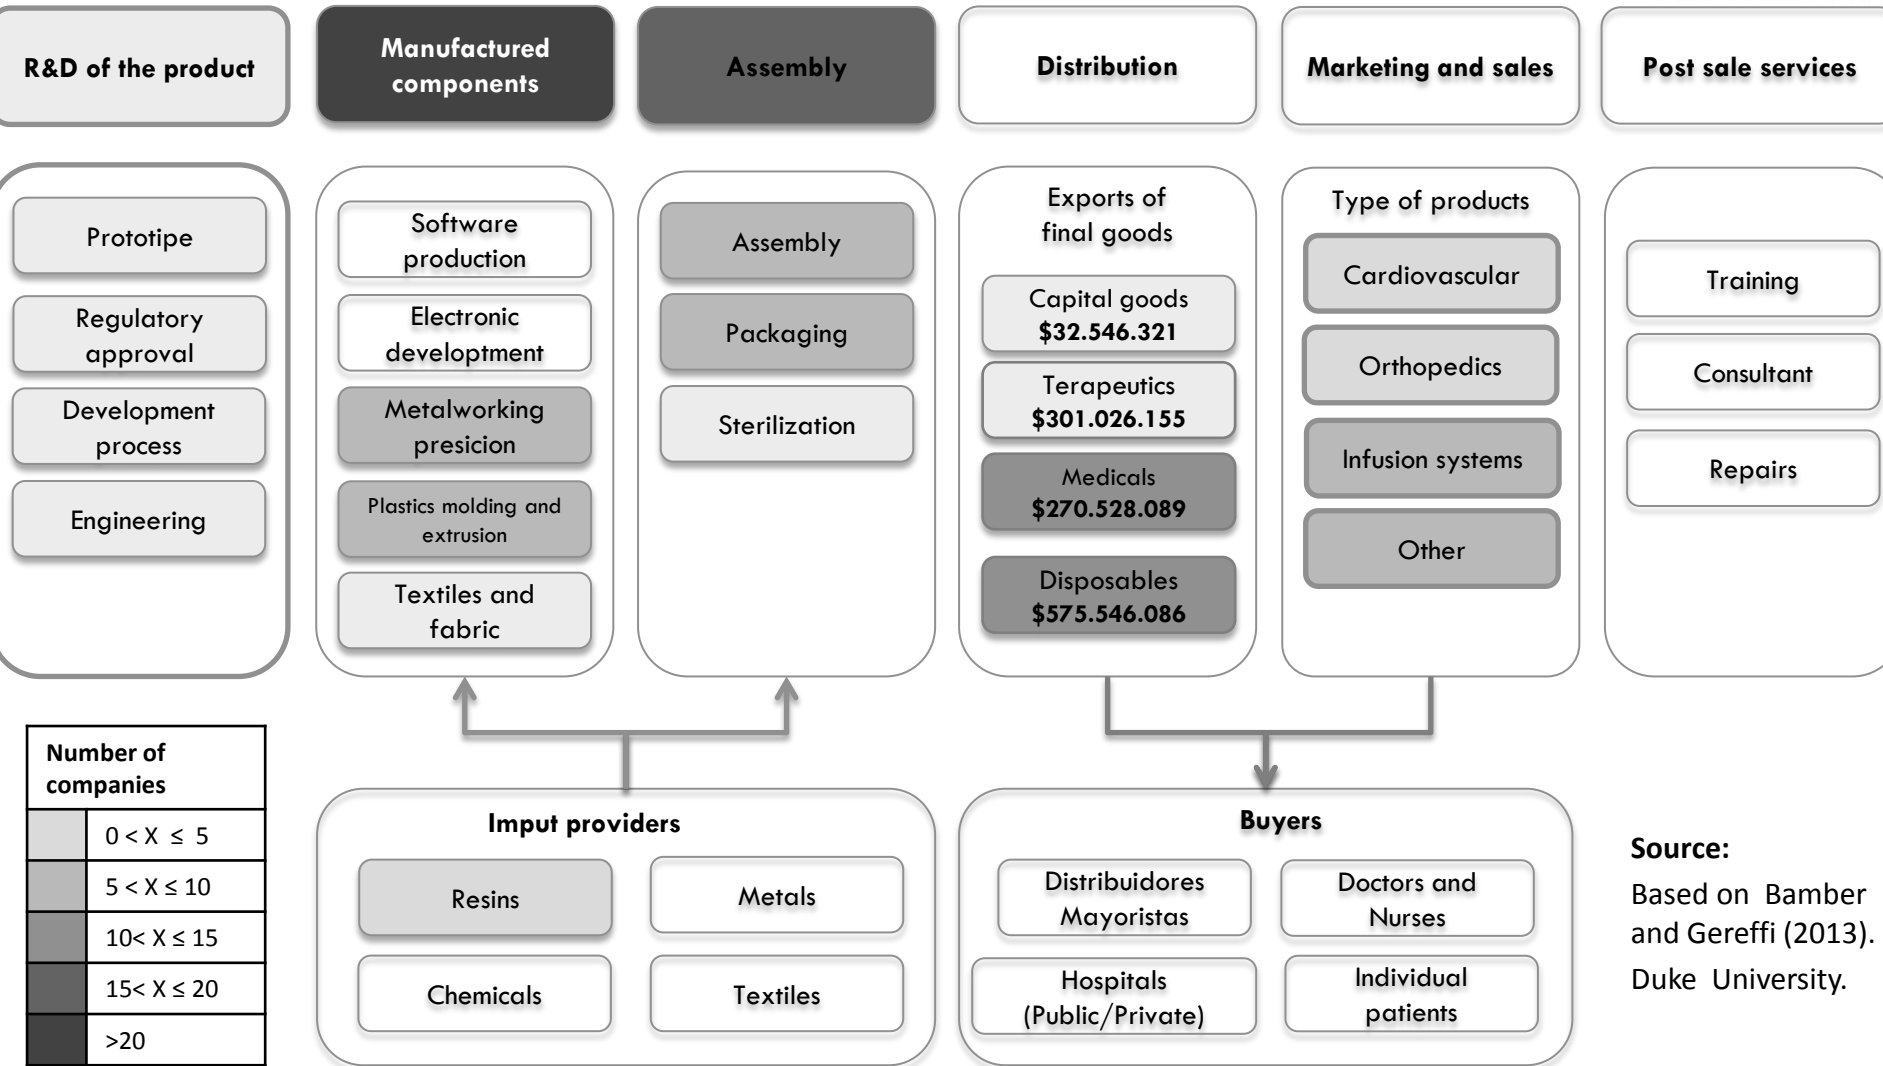 R&D of the product
Manufactured
components
Assembly
Distribution
Marketing and sales
Post sale services
Prototipe
Regulatory
approval
Development
process
Engineering
Software
production
Electronic
developtment
Metalworking
presicion
Plastics molding and
extrusion
Textiles and
fabric
Assembly
Packaging
Sterilization
Exports of
final goods
Capital goods
$32.546.321
Terapeutics
$301.026.155
Medicals
$270.528.089
Disposables
$575.546.086
Type of products
Cardiovascular
Orthopedics
Infusion systems
Other
Training
Consultant
Repairs
Number of
companies
0 < X ≤ 5
5 < X ≤ 10
10< X ≤ 15
15< X ≤ 20
>20
Imput providers
Resins
Metals
Chemicals
Textiles
Buyers
Distribuidores
Mayoristas
Doctors and
Nurses
Hospitals
(Public/Private)
Individual
patients
Source:
Based on Bamber
and Gereffi (2013).
Duke University.